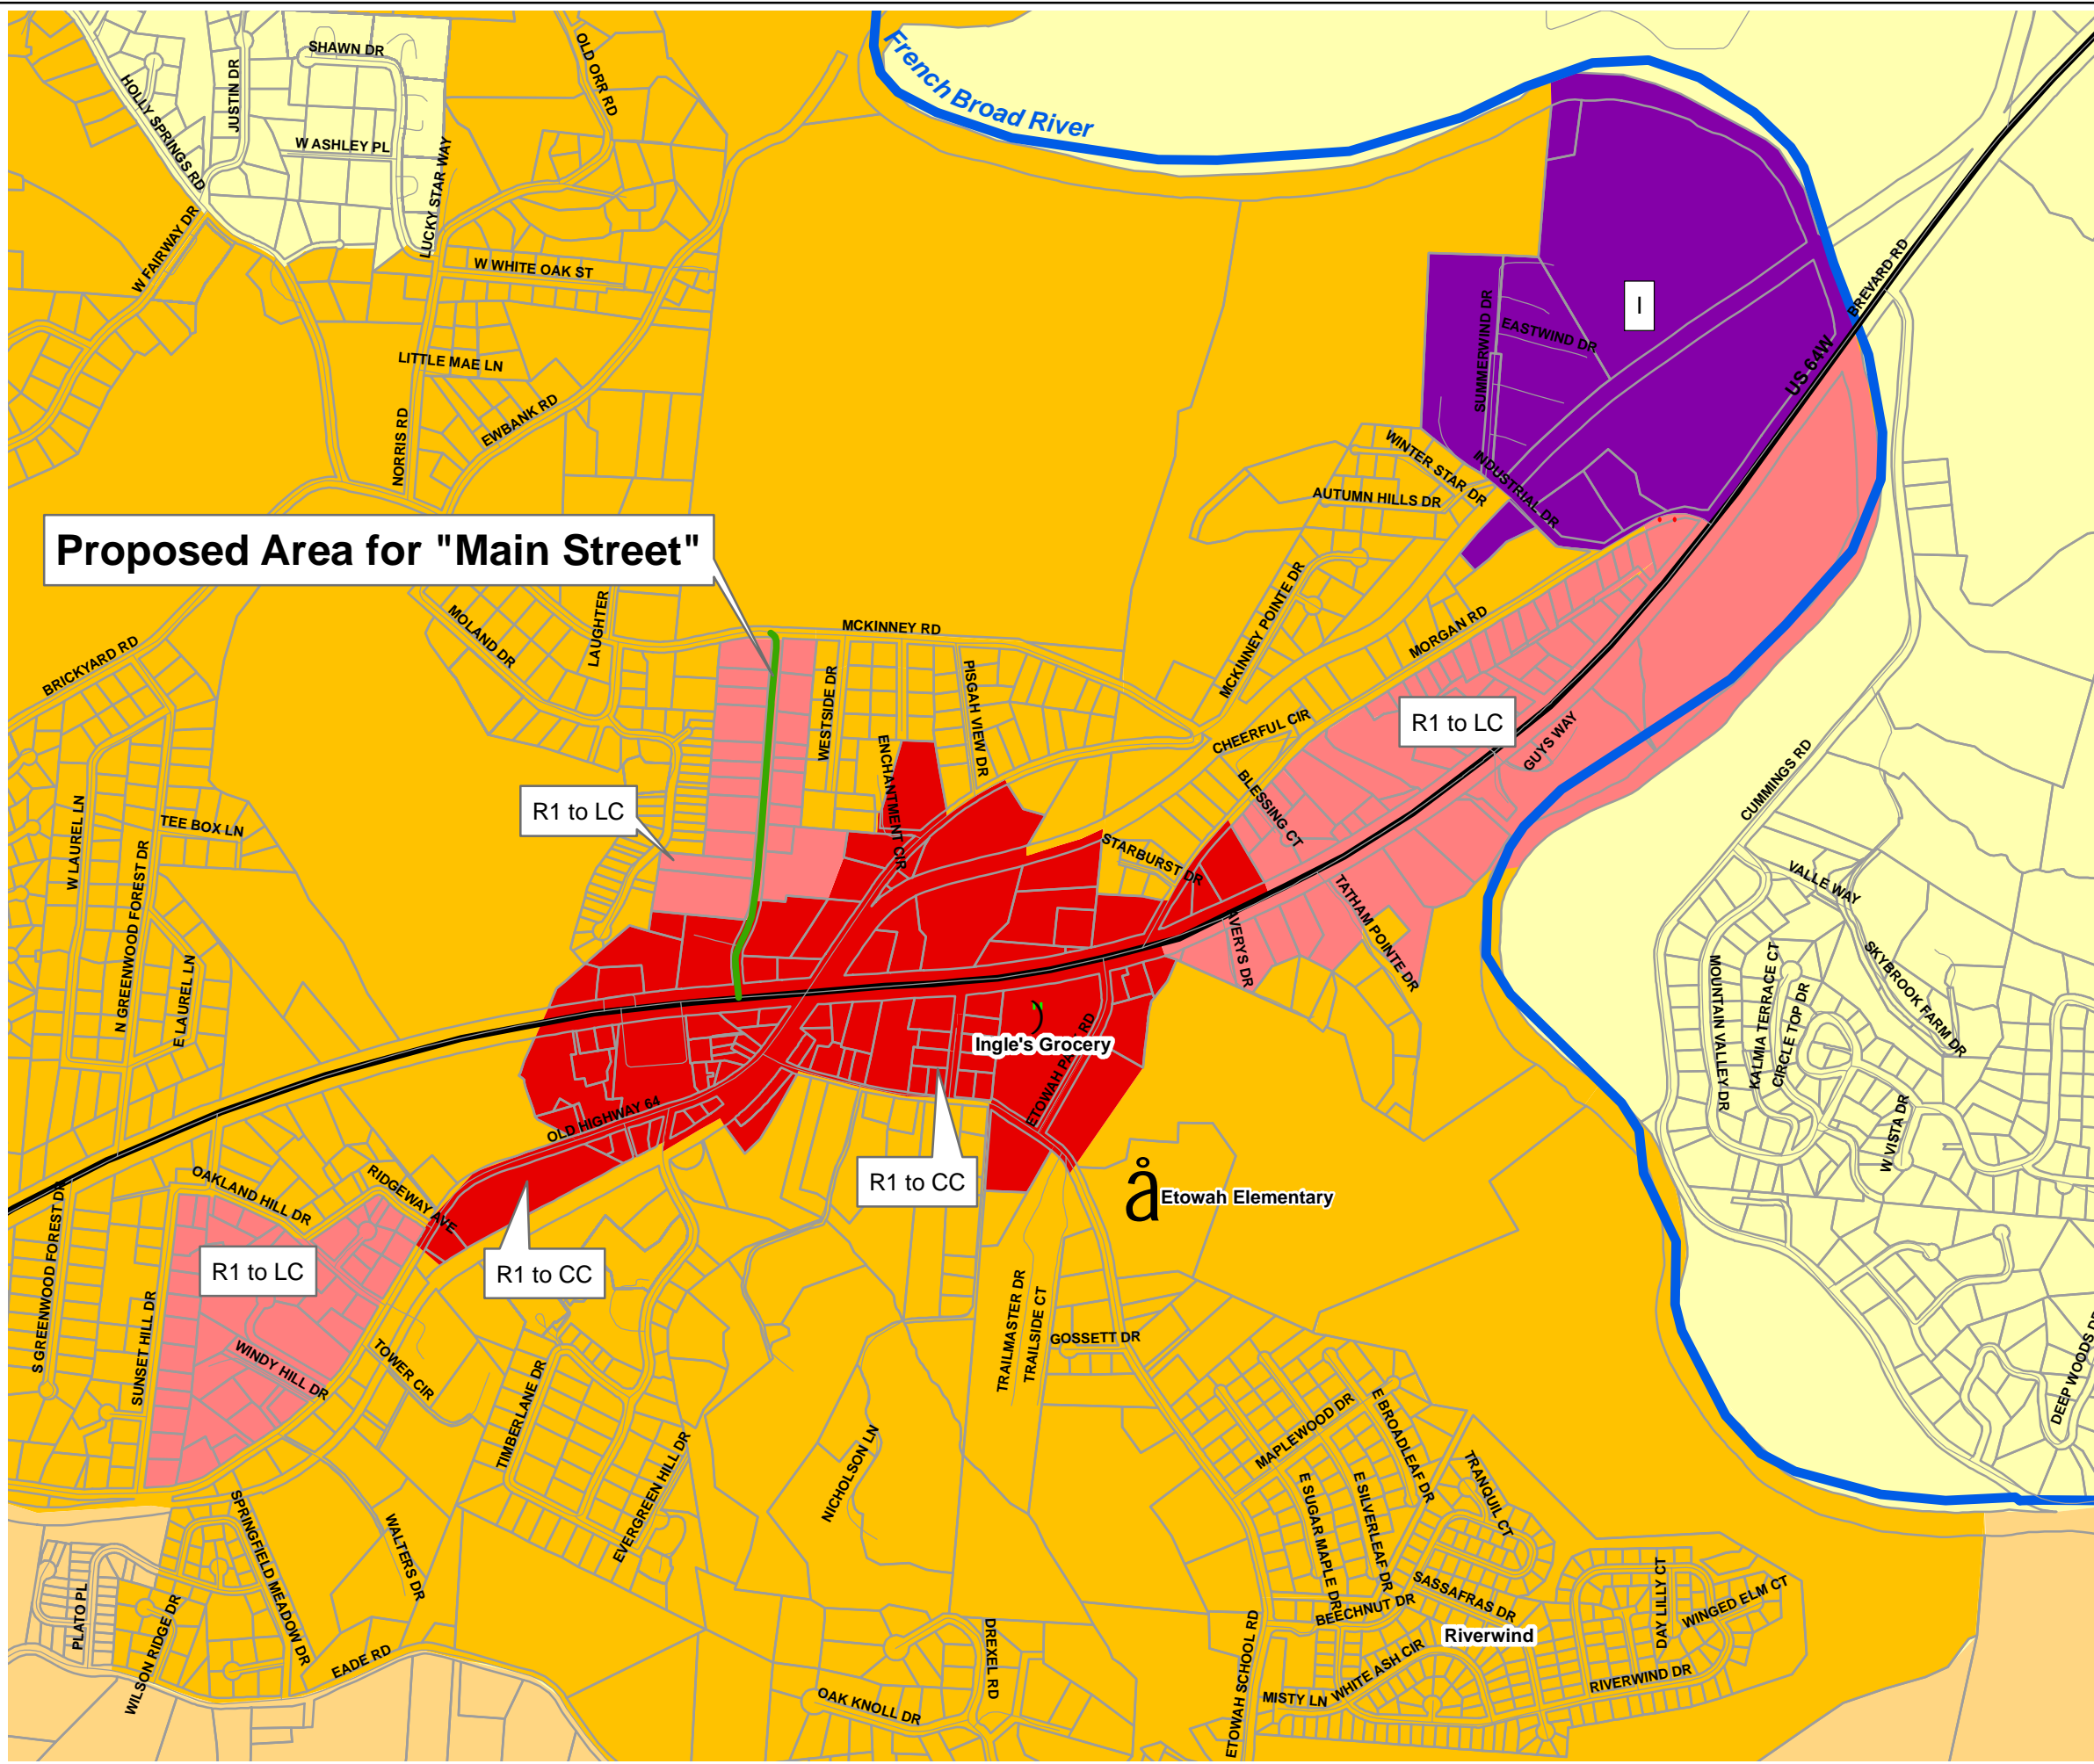 SHAWN DR
OLD ORR RD
French Broad River
HOLLY SPRINGS RD
JUSTIN DR
W ASHLEY PL
LUCKY STAR WAY
W FAIRWAY DR
W WHITE OAK ST
BREVARD RD
I
SUMMERWIND DR
EASTWIND DR
US 64W
LITTLE MAE LN
EWBANK RD
NORRIS RD
WINTER STAR DR
AUTUMN HILLS DR
INDUSTRIAL DR
Proposed Area for "Main Street"
MOLAND DR
LAUGHTER
MCKINNEY RD
MCKINNEY POINTE DR
MORGAN RD
BRICKYARD RD
WESTSIDE DR
PISGAH VIEW DR
CHEERFUL CIR
R1 to LC
GUYS WAY
ENCHANTMENT CIR
R1 to LC
BLESSING CT
CUMMINGS RD
W LAUREL LN
TEE BOX LN
N GREENWOOD FOREST DR
STARBURST DR
VALLE WAY
TATHAM POINTE DR
AVERYS DR
E LAUREL LN
SKYBROOK FARM DR
MOUNTAIN VALLEY DR
KALMIA TERRACE CT
CIRCLE TOP DR
Ingle's Grocery
OLD HIGHWAY 64
W VISTA DR
R1 to CC
Etowah Elementary
OAKLAND HILL DR
RIDGEWAY AVE
S GREENWOOD FOREST DR
R1 to LC
R1 to CC
SUNSET HILL DR
WINDY HILL DR
TOWER CIR
TIMBERLANE DR
TRAILMASTER DR
TRAILSIDE CT
GOSSETT DR
DEEP WOODS DR
MAPLEWOOD DR
E BROADLEAF DR
NICHOLSON LN
EVERGREEN HILL DR
TRANQUIL CT
E SUGAR MAPLE DR
E SILVERLEAF DR
SPRINGFIELD MEADOW DR
WALTERS DR
SASSAFRAS DR
BEECHNUT DR
DAY LILLY CT
WINGED ELM CT
PLATO PL
WILSON RIDGE DR
EADE RD
DREXEL RD
Riverwind
ETOWAH SCHOOL RD
WHITE ASH CIR
RIVERWIND DR
MISTY LN
OAK KNOLL DR